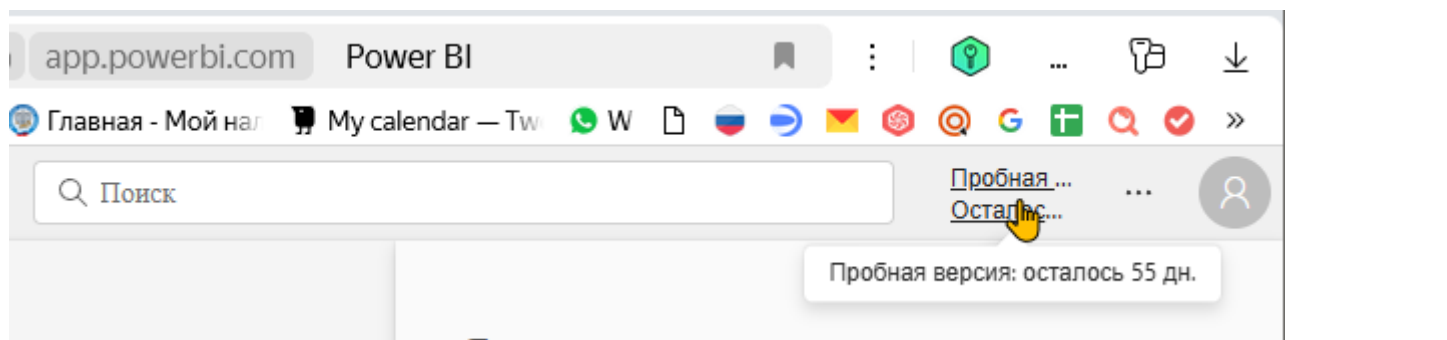 app.powerbi.com Power BI
Главная - Мой нал My calendar — Tw W
Поиск
Пробная ...
Осталос...
Пробная версия: осталось 55 дн.